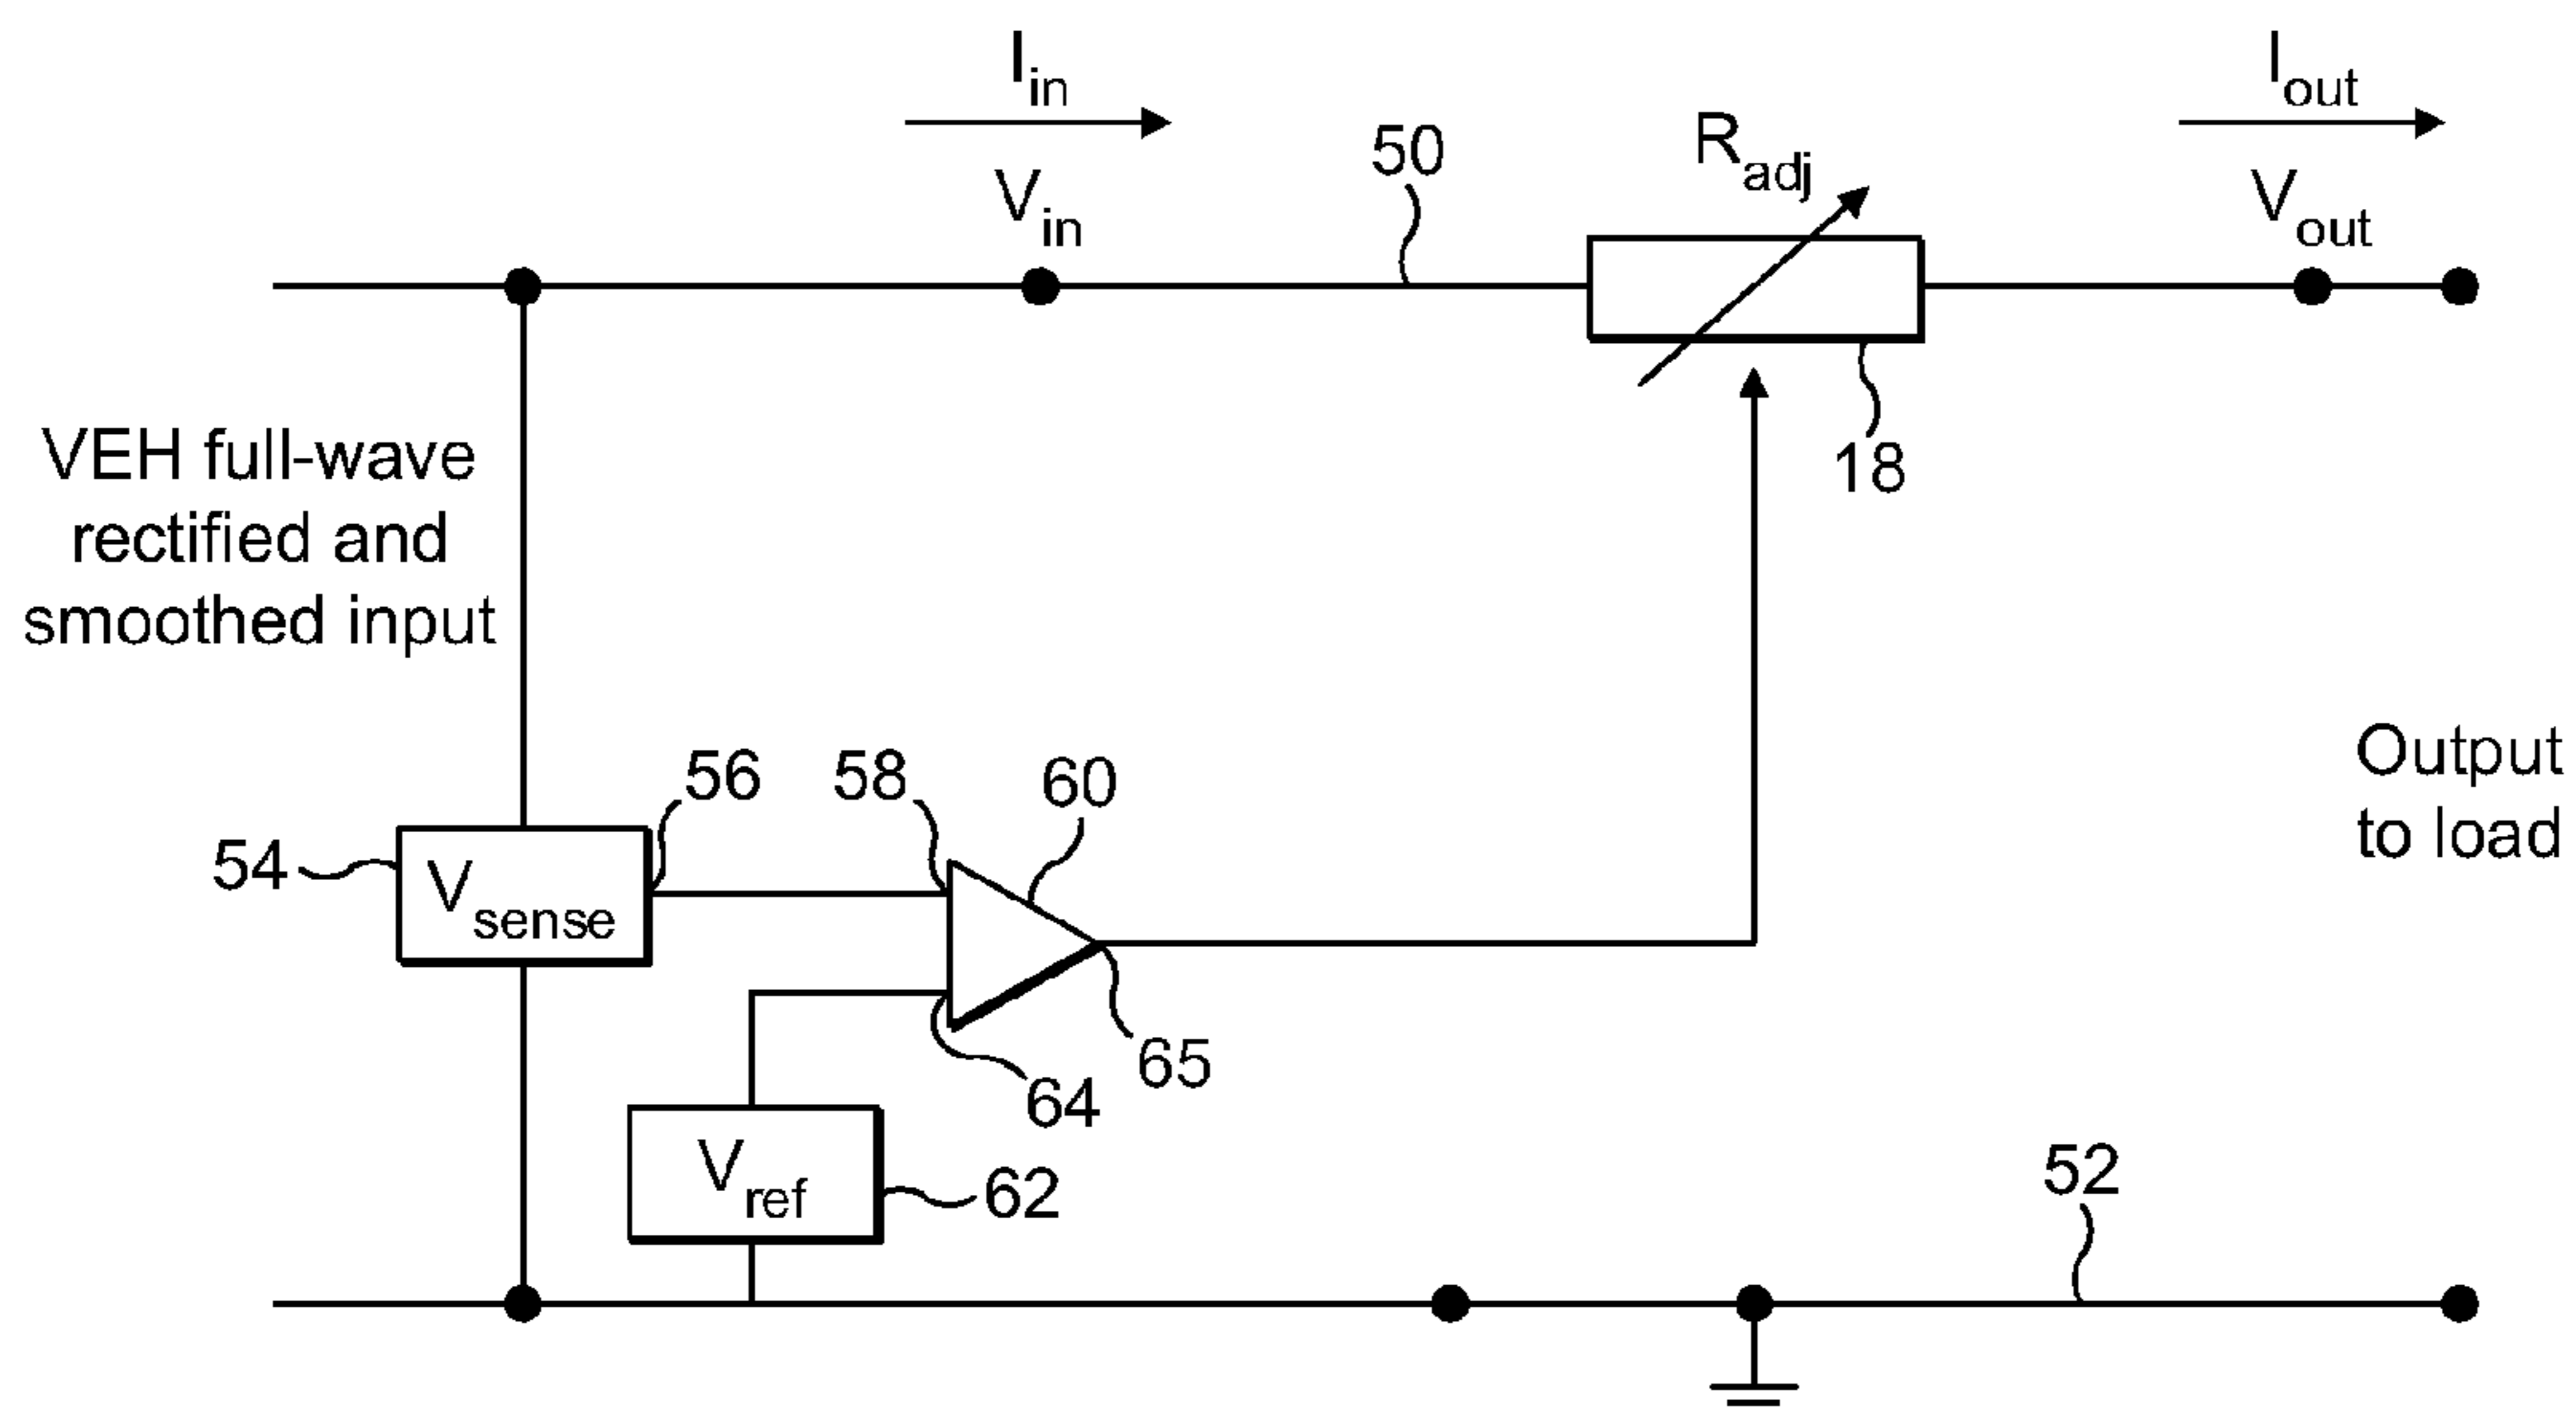 I_in
I_out
V_in
50
R_adj
V_out
18
VEH full-wave
rectified and
smoothed input
54
V_sense
56
58
60
Output
to load
65
64
V_ref
62
52